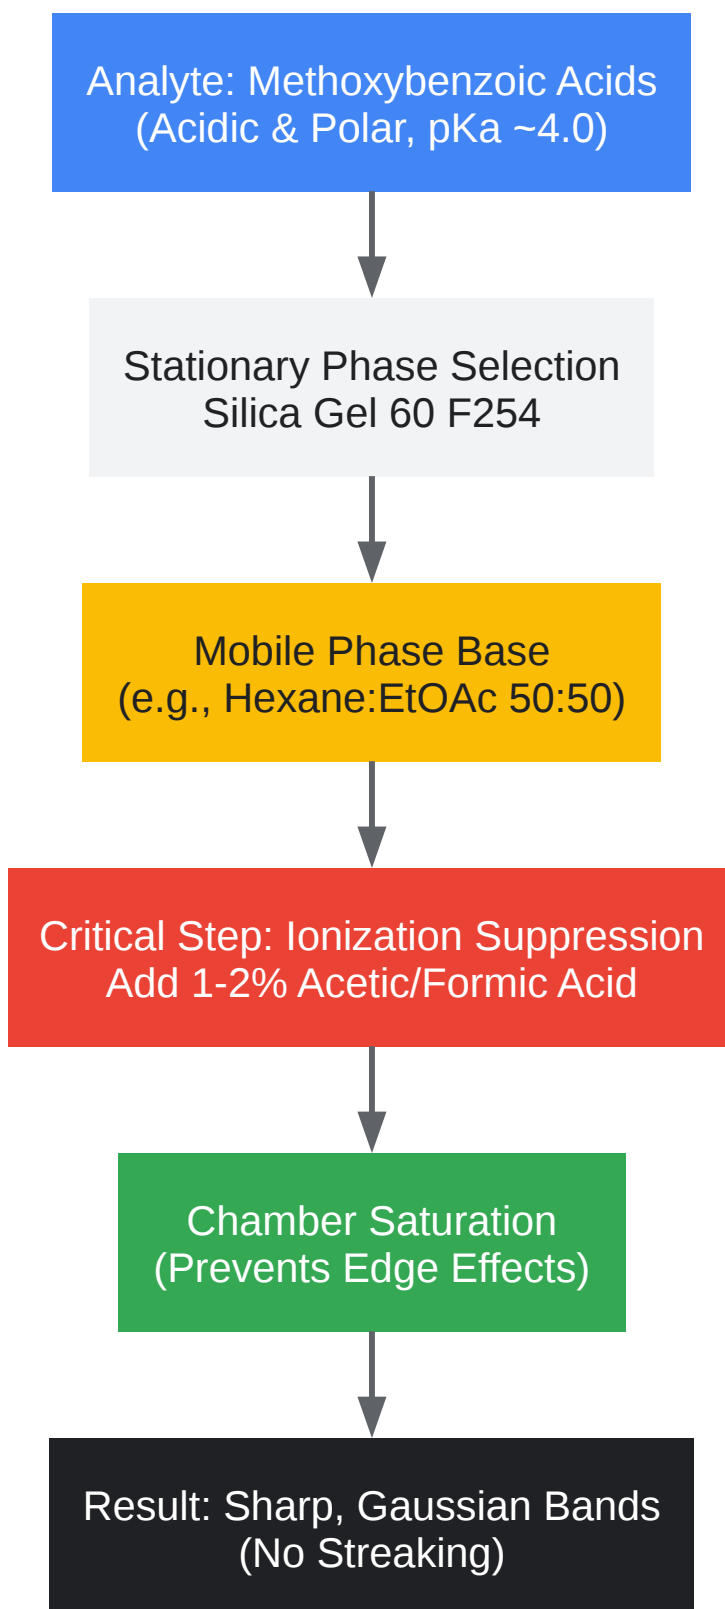 Analyte: Methoxybenzoic Acids
(Acidic & Polar, pKa ~4.0)
Stationary Phase Selection
Silica Gel 60 F254
Mobile Phase Base
(e.g., Hexane:EtOAc 50:50)
Critical Step: Ionization Suppression
Add 1-2% Acetic/Formic Acid
Chamber Saturation
(Prevents Edge Effects)
Result: Sharp, Gaussian Bands
(No Streaking)